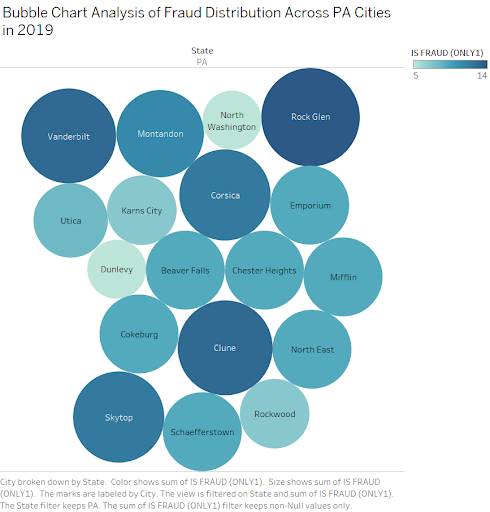 Bubble Chart Analysis of Fraud Distribution Across PA Cities
in 2019
State
PA
IS FRAUD (ONLY1)
5 14
North
Washington
Rock Glen
Vanderbilt
Montandon
Corsica
Emporium
Karns City
Utica
Dunlevy
Beaver Falls
Chester Heights
Mifflin
Cokeburg
Clune
North East
Skytop
Rockwood
Schaefferstown
City broken down by State. Color shows sum of IS FRAUD (ONLY1). Size shows sum of IS FRAUD
(ONLY1). The marks are labeled by City. The view is filtered on State and sum of IS FRAUD (ONLY1).
The State filter keeps PA. The sum of IS FRAUD (ONLY1) filter keeps non-Null values only.